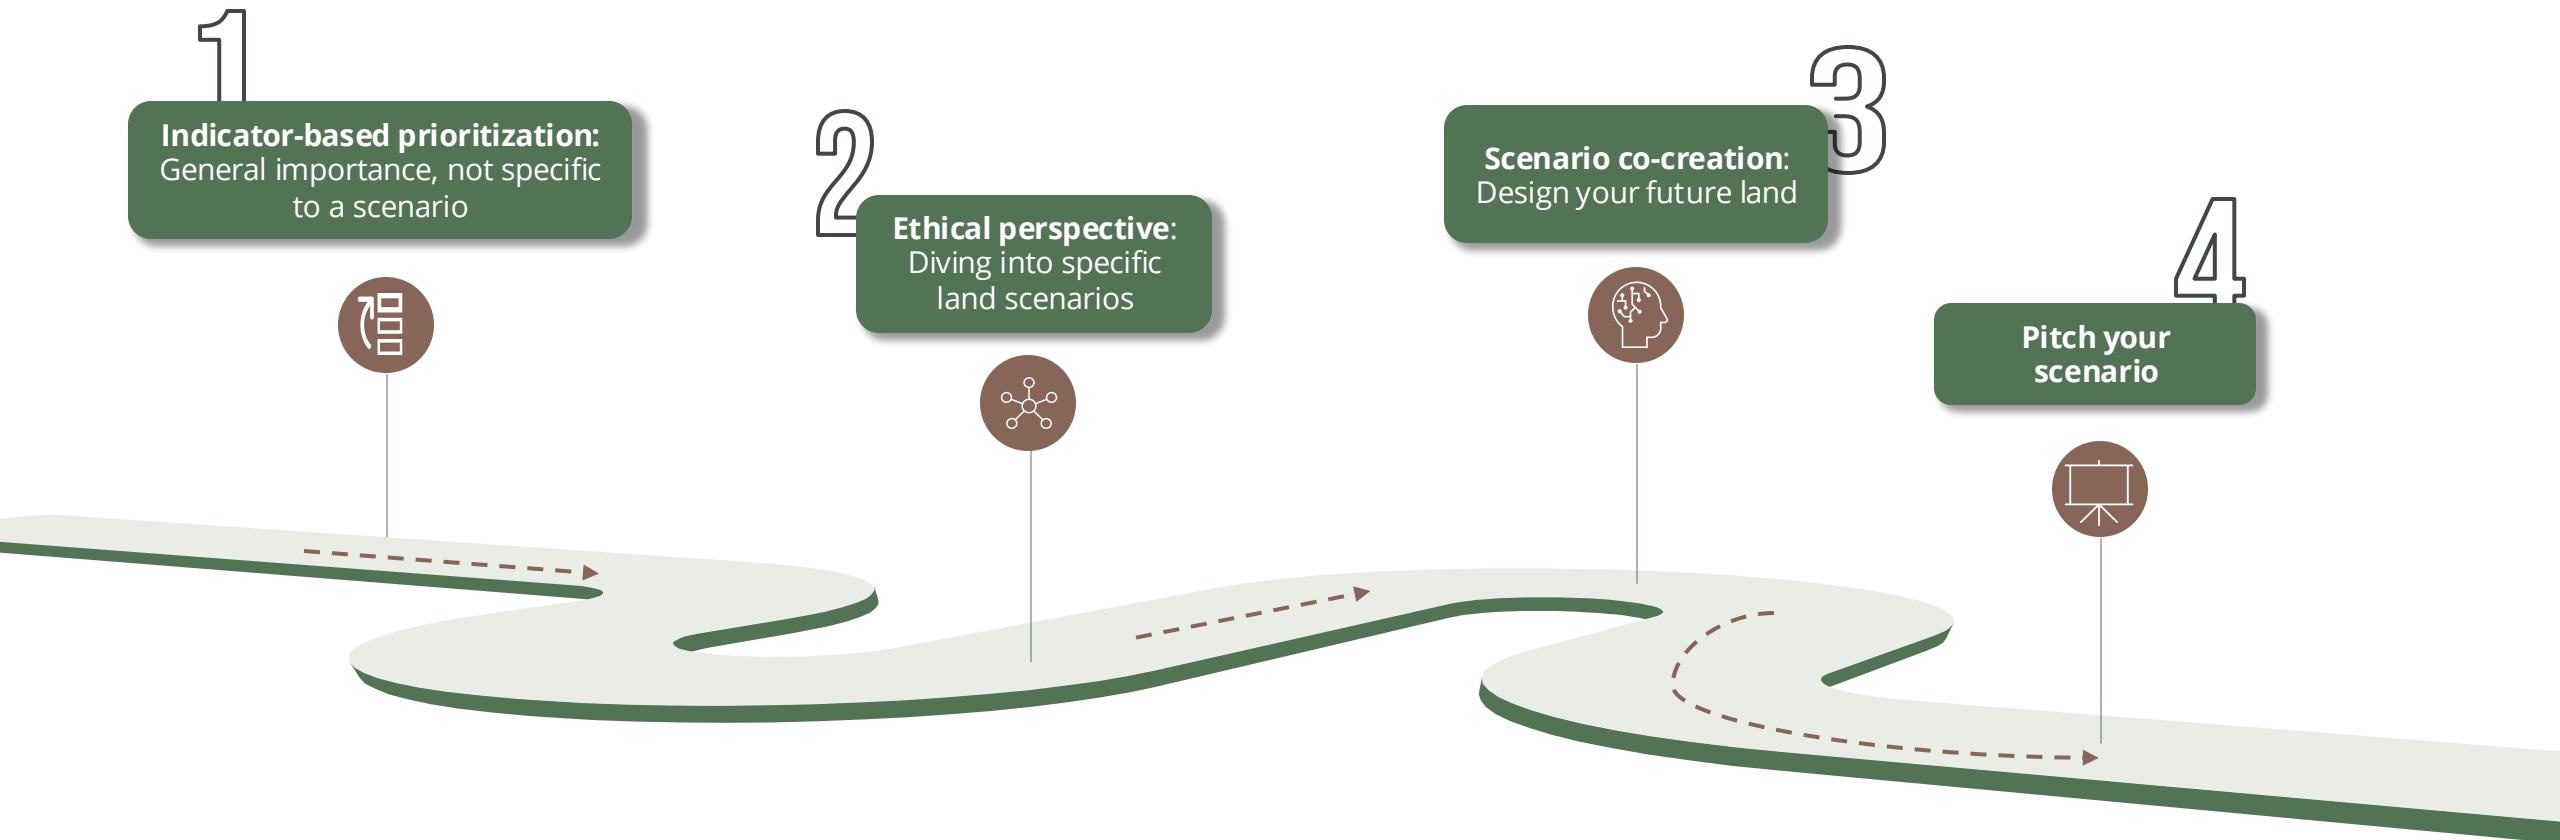 1
Indicator-based prioritization:
General importance, not specific
to a scenario
2
Ethical perspective:
Diving into specific
land scenarios
3
Scenario co-creation:
Design your future land
4
Pitch your
scenario